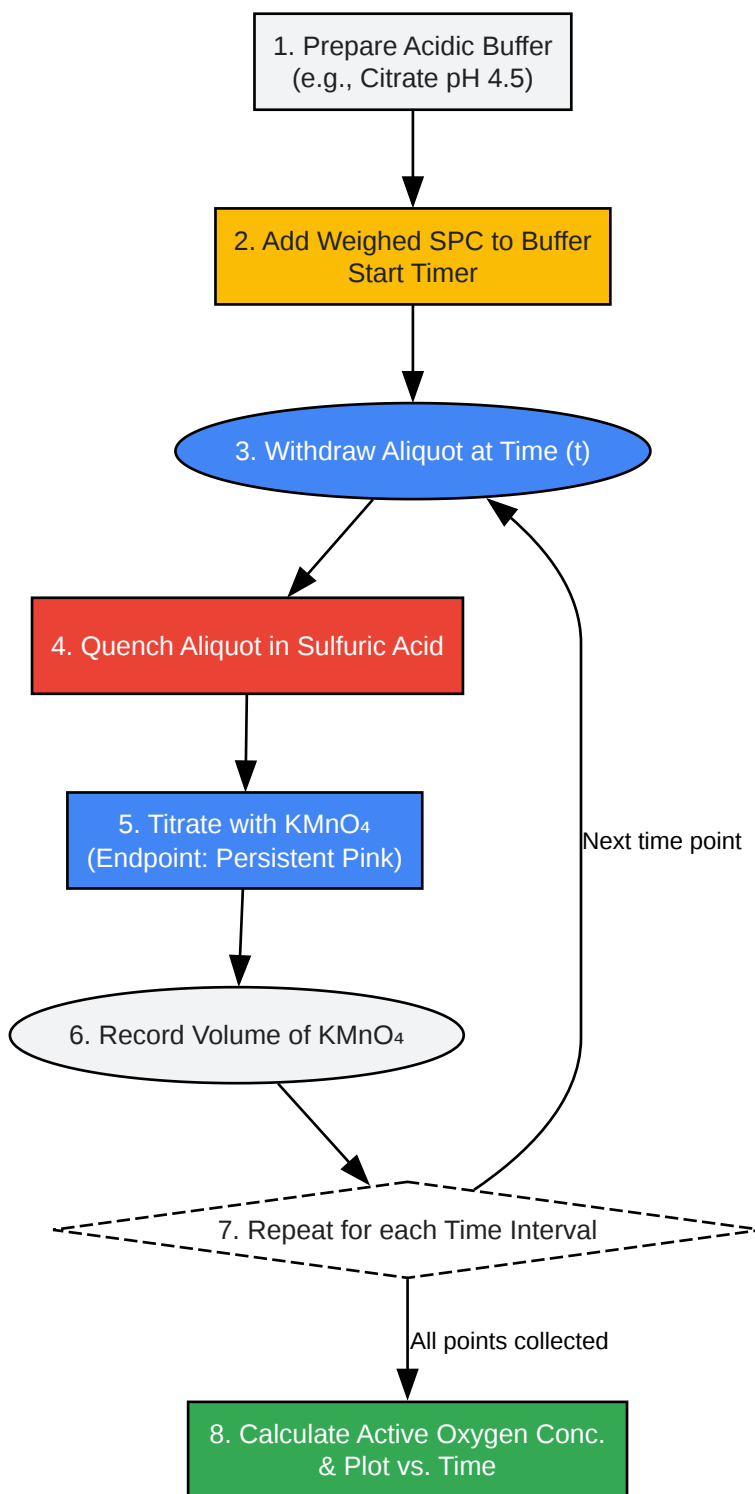 1. Prepare Acidic Buffer
(e.g., Citrate pH 4.5)
2. Add Weighed SPC to Buffer
Start Timer
3. Withdraw Aliquot at Time (t)
4. Quench Aliquot in Sulfuric Acid
5. Titrate with KMnO₄
(Endpoint: Persistent Pink)
Next time point
6. Record Volume of KMnO₄
7. Repeat for each Time Interval
All points collected
8. Calculate Active Oxygen Conc.
& Plot vs. Time